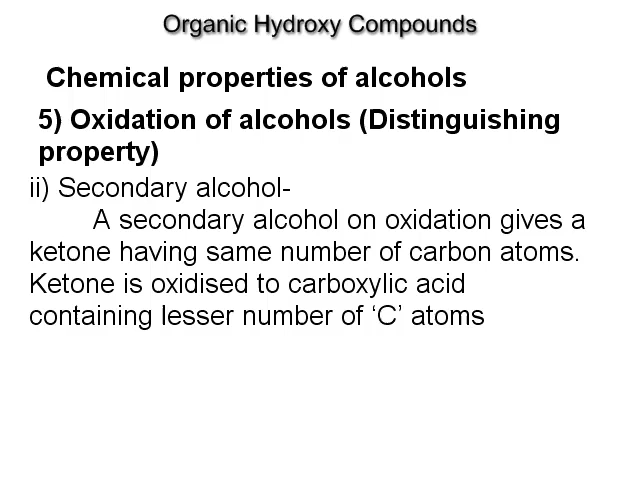 Organic Hydroxy Compounds
Chemical properties of alcohols
5) Oxidation of alcohols (Distinguishing
property)
ii) Secondary alcohol-
A secondary alcohol on oxidation gives a
ketone having same number of carbon atoms.
Ketone is oxidised to carboxylic acid
containing lesser number of ‘C’ atoms